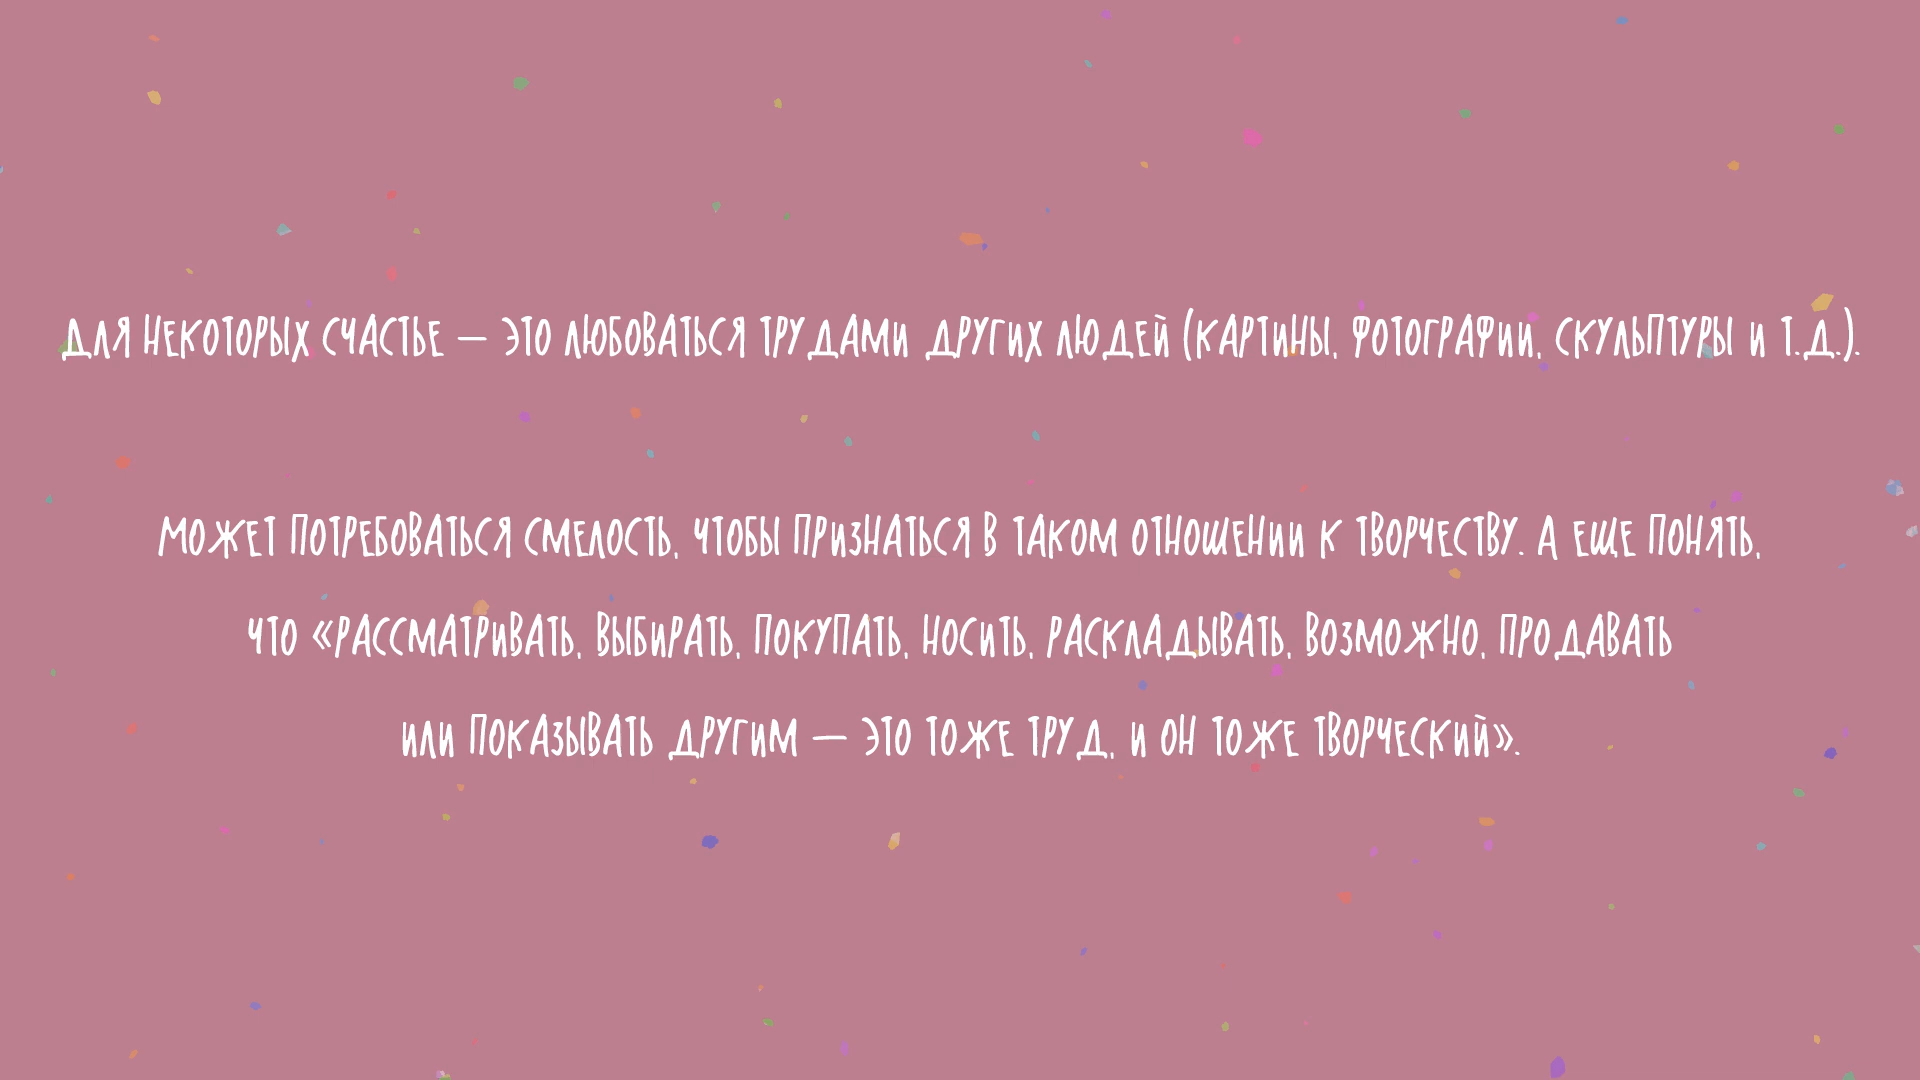 Для некоторых счастье — это любоваться трудами других людей (картины, фотографии, скульптуры и т.д.).
Может потребоваться смелость, чтобы признаться в таком отношении к творчеству. А еще понять,
что «рассматривать, выбирать, покупать, носить, раскладывать, возможно, продавать
или показывать другим — это тоже труд, и он тоже творческий».